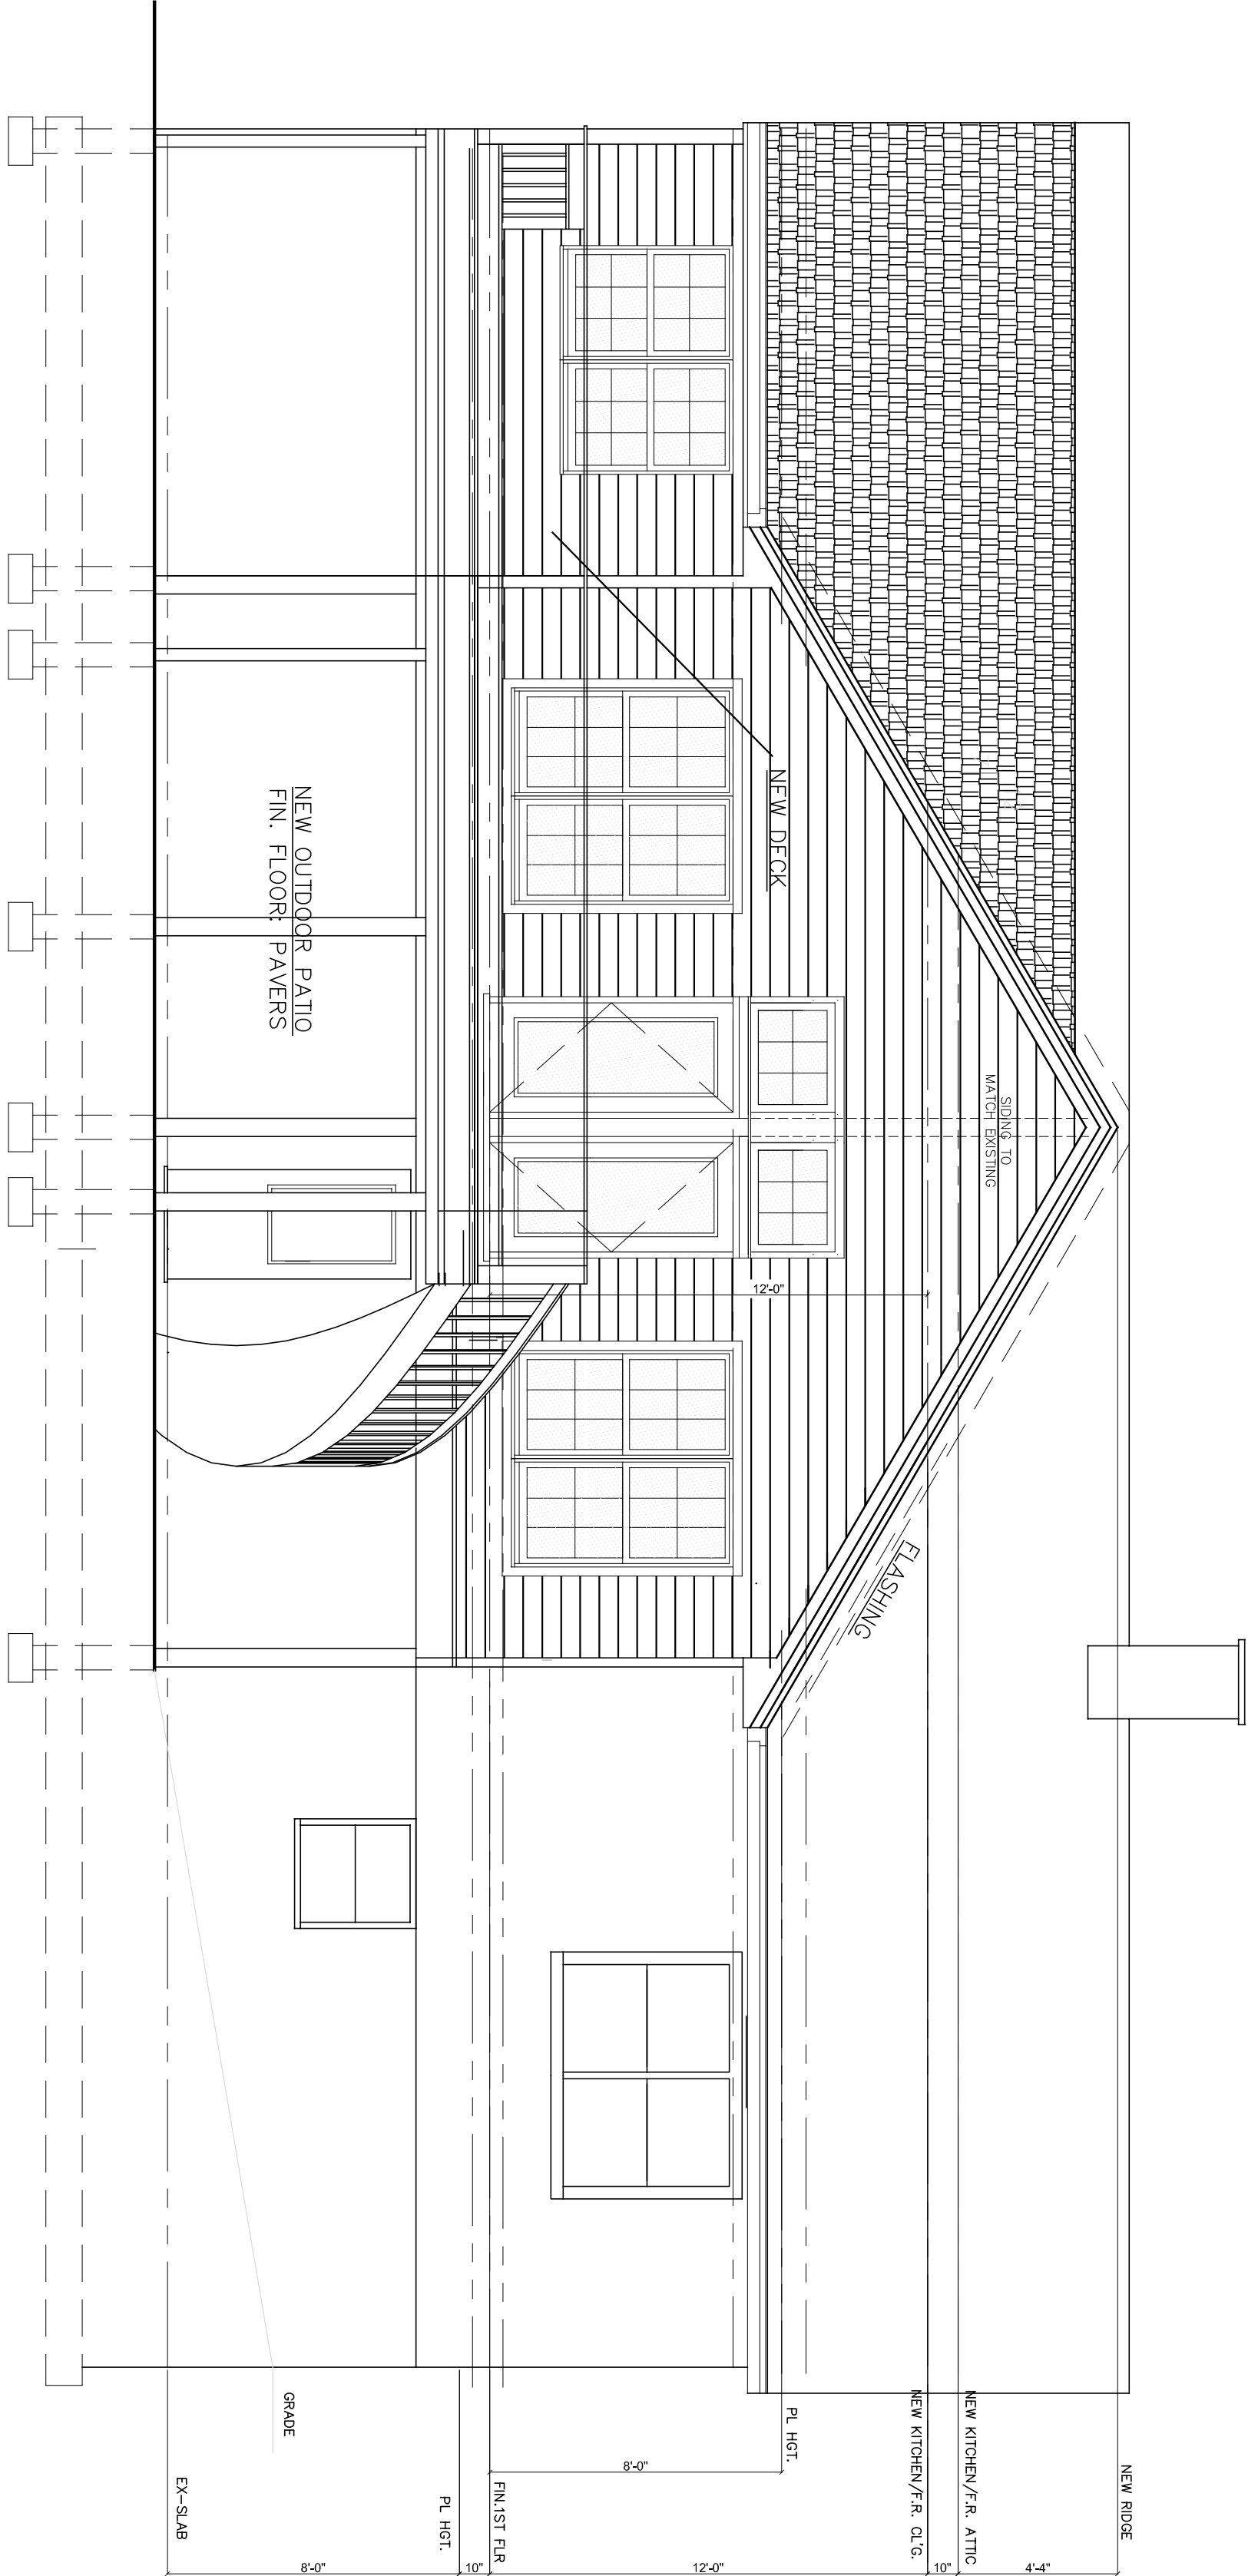 NEW RIDGE
4'-4"
NEW KITCHEN/F.R. ATTIC
10"
NEW KITCHEN/F.R. CL'G.
12'-0"
PL HGT.
8'-0"
FIN.1ST FLR
10"
PL HGT.
8'-0"
GRADE
EX-SLAB
SIDING TO
MATCH EXISTING
FLASHING
12'-0"
NEW DECK
NEW OUTDOOR PATIO
FIN. FLOOR: PAVERS